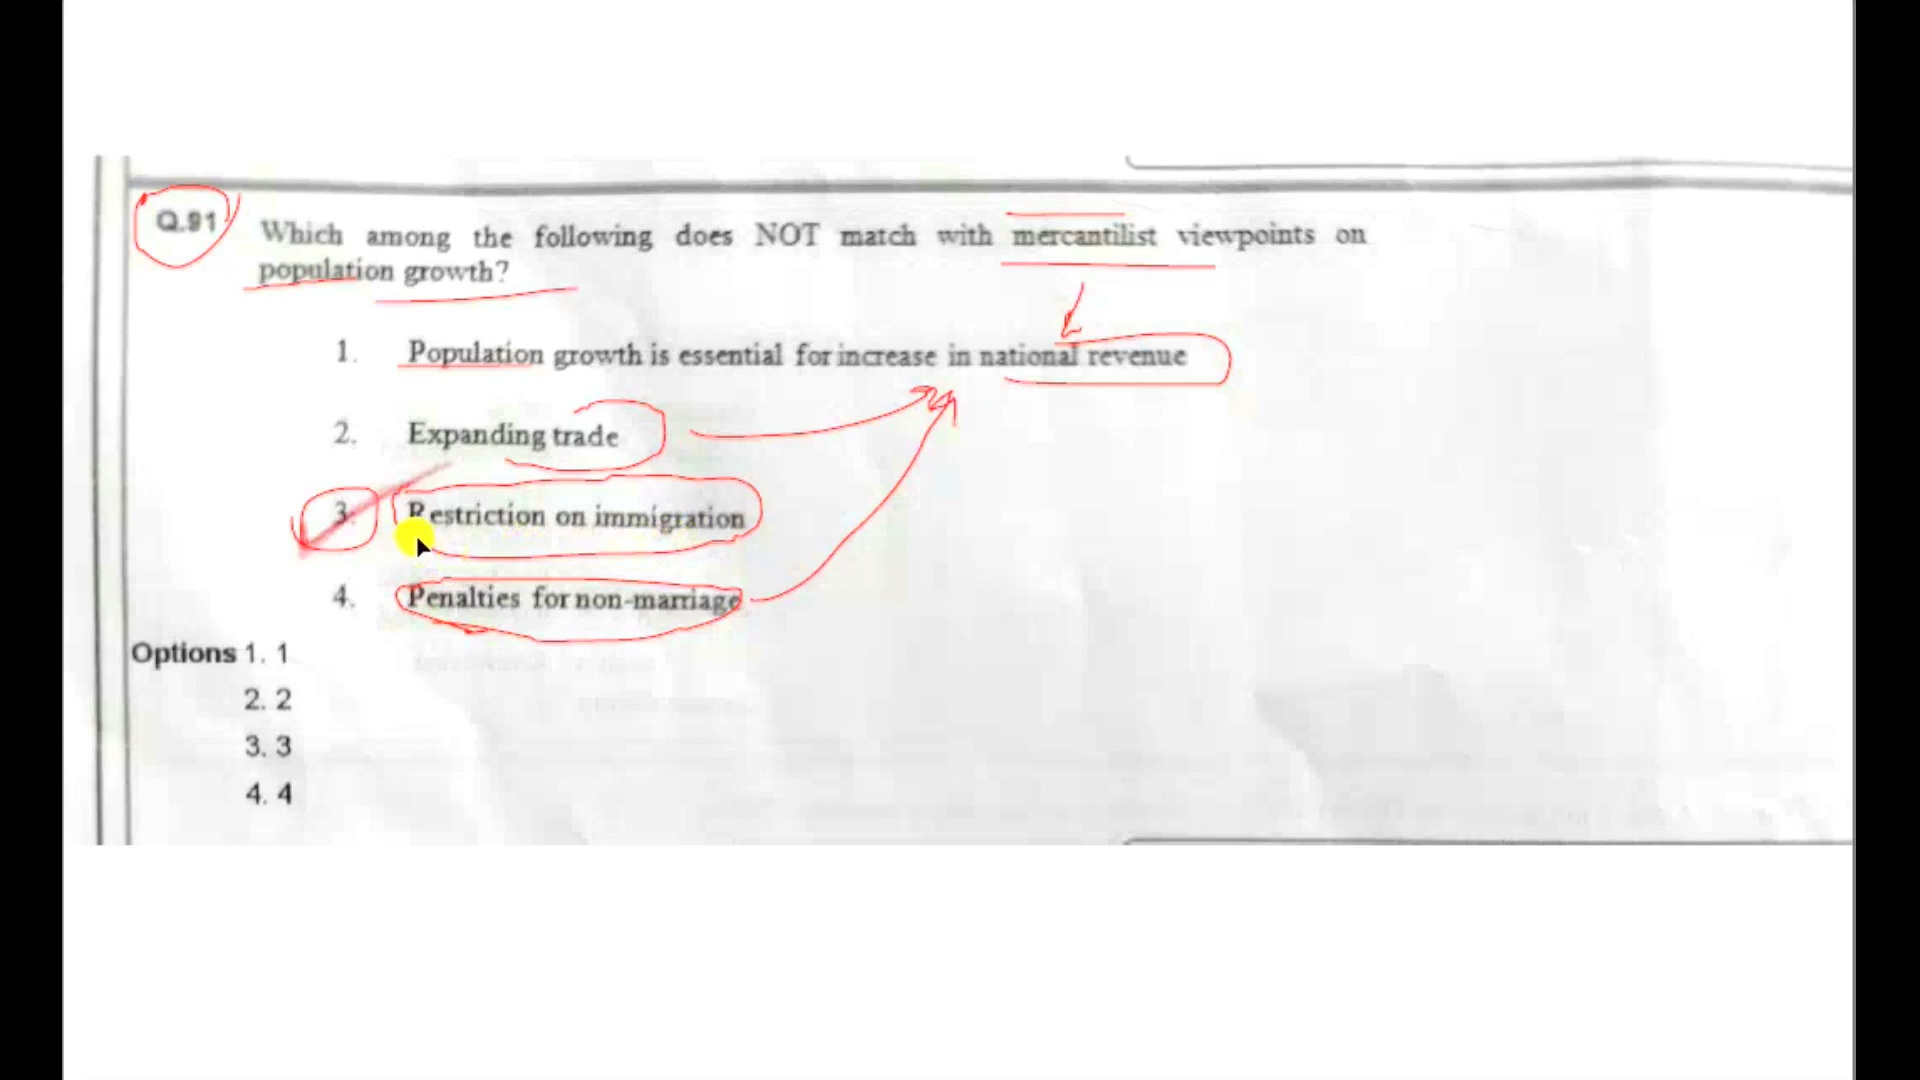 Q.91
Which among the following does NOT match with mercantilist viewpoints on
population growth?
1. Population growth is essential for increase in national revenue
2. Expanding trade
3. Restriction on immigration
4. Penalties for non-marriage
Options 1. 1
2. 2
3. 3
4. 4